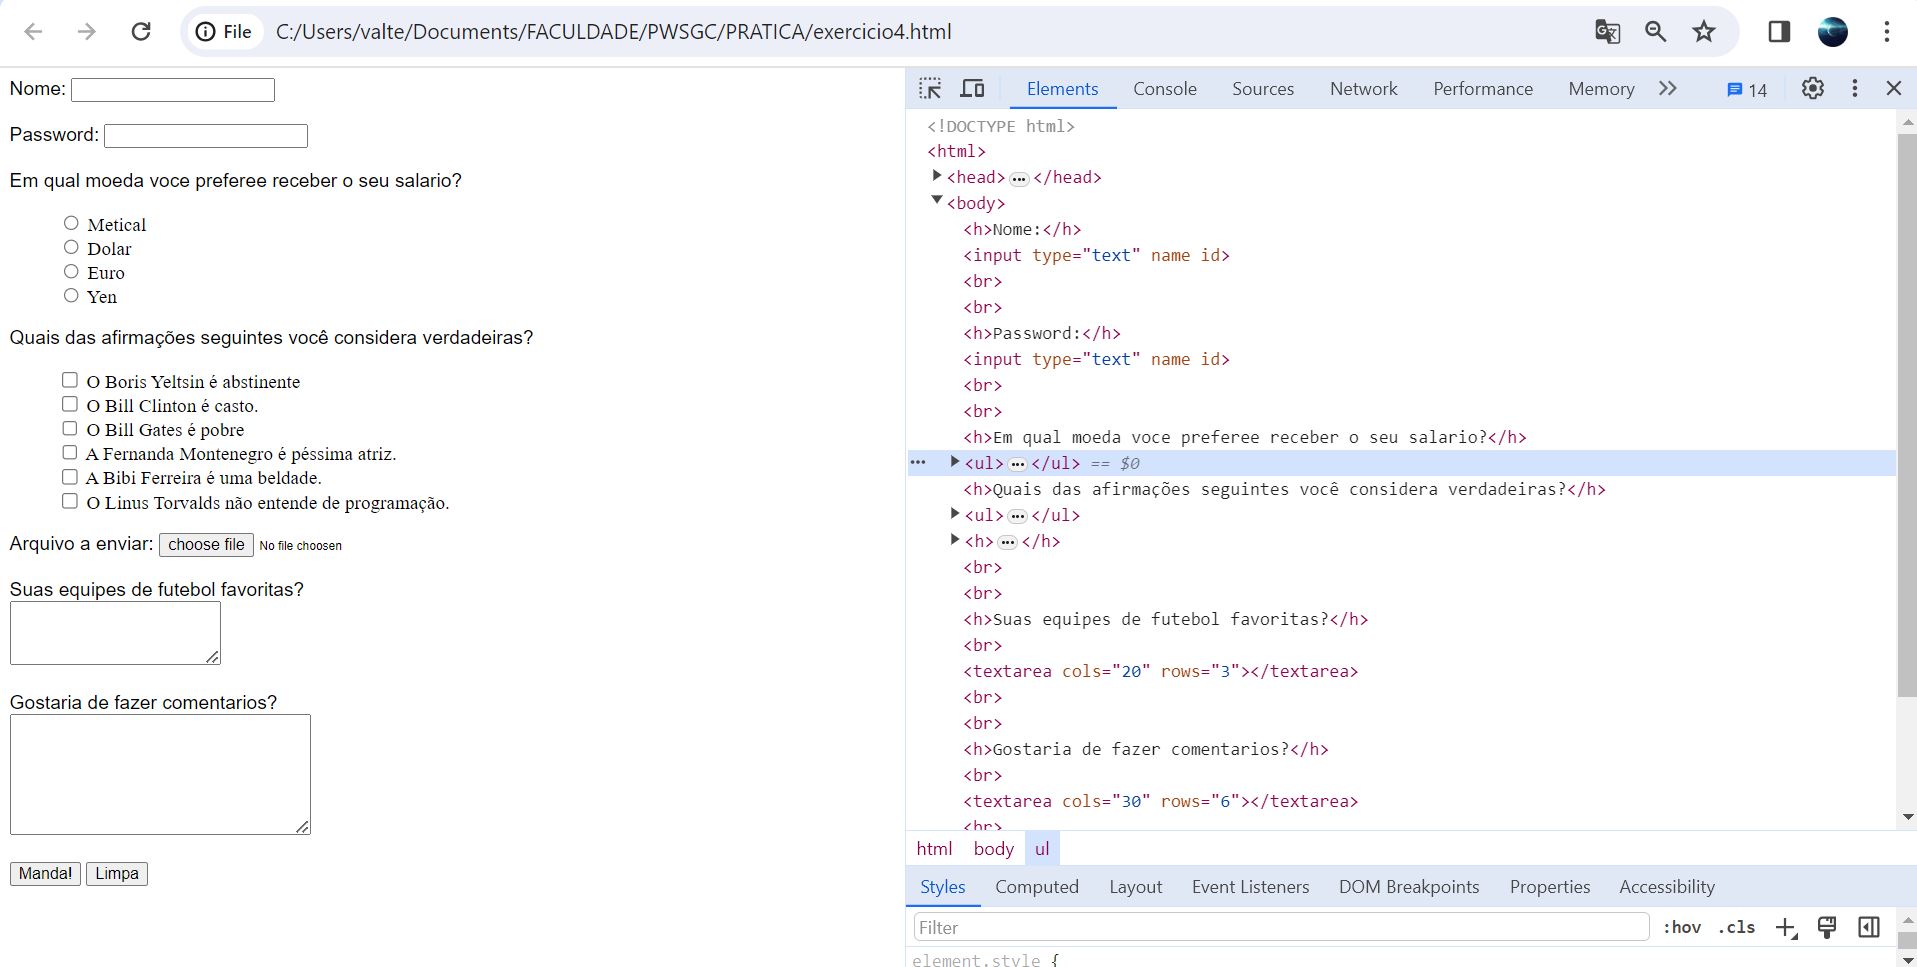 File C:/Users/valte/Documents/FACULDADE/PWSGC/PRATICA/exercicio4.html
Nome:
Password:
Em qual moeda voce preferee receber o seu salario?
Metical
Dolar
Euro
Yen
Quais das afirmações seguintes você considera verdadeiras?
O Boris Yeltsin é abstinente
O Bill Clinton é casto.
O Bill Gates é pobre
A Fernanda Montenegro é péssima atriz.
A Bibi Ferreira é uma beldade.
O Linus Torvalds não entende de programação.
Arquivo a enviar: choose file No file choosen
Suas equipes de futebol favoritas?
Gostaria de fazer comentarios?
Manda! Limpa
Elements Console Sources Network Performance Memory 14
<!DOCTYPE html>
<html>
<head> ... </head>
<body>
<h>Nome:</h>
<input type="text" name id>
<br>
<br>
<h>Password:</h>
<input type="text" name id>
<br>
<br>
<h>Em qual moeda voce preferee receber o seu salario?</h>
<ul> ... </ul> == $0
<h>Quais das afirmações seguintes você considera verdadeiras?</h>
<ul> ... </ul>
<h> ... </h>
<br>
<br>
<h>Suas equipes de futebol favoritas?</h>
<br>
<textarea cols="20" rows="3"></textarea>
<br>
<br>
<h>Gostaria de fazer comentarios?</h>
<br>
<textarea cols="30" rows="6"></textarea>
<br>
html body ul
Styles Computed Layout Event Listeners DOM Breakpoints Properties Accessibility
Filter :hov .cls
element.style {